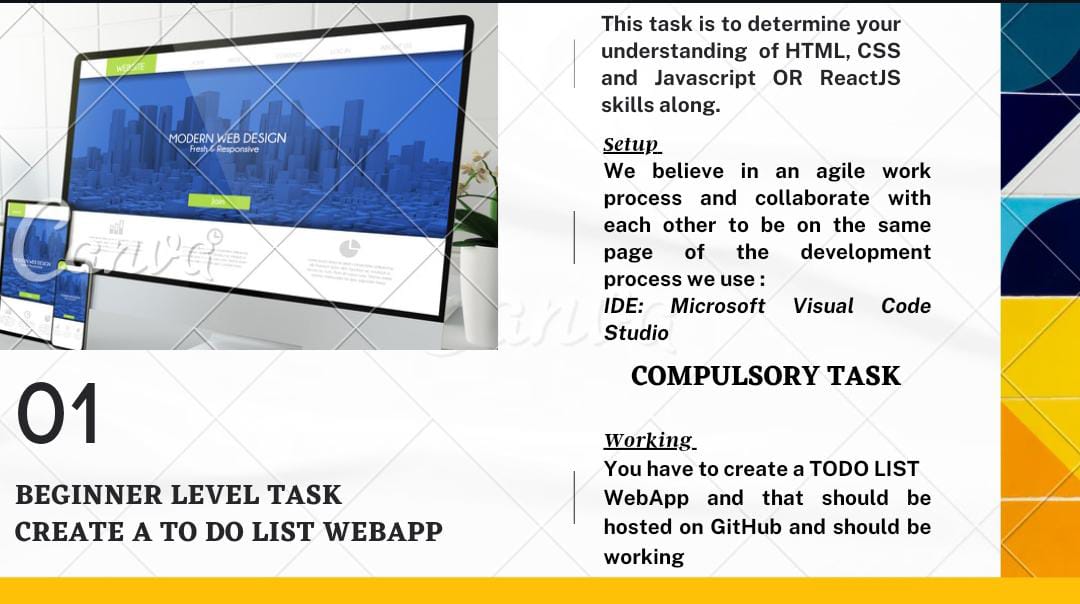 WEBSITE
LOG IN
MODERN WEB DESIGN
Fresh & Responsive
Join
Canva
01
BEGINNER LEVEL TASK
CREATE A TO DO LIST WEBAPP
This task is to determine your
understanding of HTML, CSS
and Javascript OR ReactJS
skills along.
Setup
We believe in an agile work
process and collaborate with
each other to be on the same
page of the development
process we use :
IDE: Microsoft Visual Code
Studio
Canva
COMPULSORY TASK
Working
You have to create a TODO LIST
WebApp and that should be
hosted on GitHub and should be
working